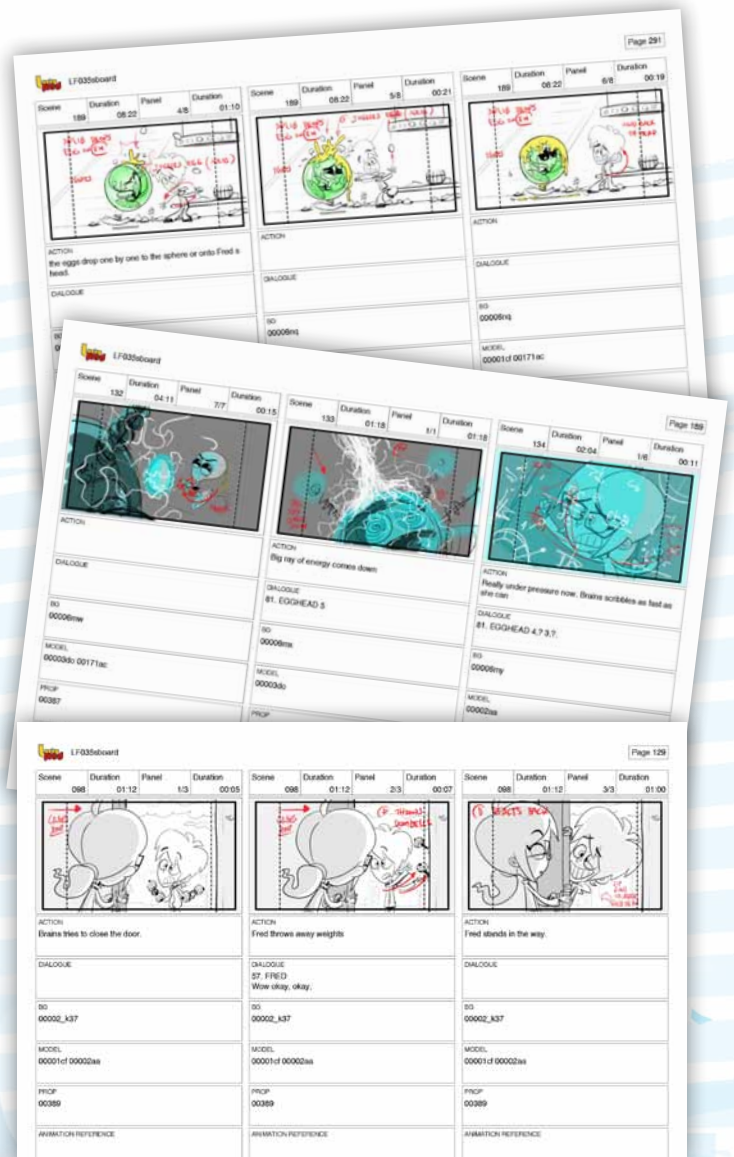 Page 291
LF035sboard
Scene Duration Panel Duration
189 08:22 4/8 01:10
Scene Duration Panel Duration
189 08:22 5/8 00:21
Scene Duration Panel Duration
189 08:22 6/8 00:19
ACTION
the eggs drop one by one to the sphere or onto Fred s
head.
DIALOGUE
ACTION
DIALOGUE
BG
00006nq
ACTION
DIALOGUE
BG
00006nq
MODEL
00001cf 00171ac
LF035sboard
Page 189
Scene Duration Panel Duration
132 04:11 7/7 00:15
Scene Duration Panel Duration
133 01:18 1/1 01:18
Scene Duration Panel Duration
134 02:04 1/6 00:11
ACTION
DIALOGUE
BG
00006mw
MODEL
00003do 00171ac
PROP
00367
ACTION
Big ray of energy comes down
DIALOGUE
81. EGGHEAD 5
BG
00006mx
MODEL
00003do
PROP
ACTION
Really under pressure now. Brains scribbles as fast as
she can
DIALOGUE
81. EGGHEAD 4,? 3,?.
BG
00006my
MODEL
00002aa
LF035sboard
Page 129
Scene Duration Panel Duration
098 01:12 1/3 00:05
Scene Duration Panel Duration
098 01:12 2/3 00:07
Scene Duration Panel Duration
098 01:12 3/3 01:00
ACTION
Brains tries to close the door.
DIALOGUE
BG
00002_k37
MODEL
00001cf 00002aa
PROP
00389
ANIMATION REFERENCE
ACTION
Fred throws away weights
DIALOGUE
57. FRED
Wow okay, okay.
BG
00002_k37
MODEL
00001cf 00002aa
PROP
00389
ANIMATION REFERENCE
ACTION
Fred stands in the way.
DIALOGUE
BG
00002_k37
MODEL
00001cf 00002aa
PROP
00389
ANIMATION REFERENCE